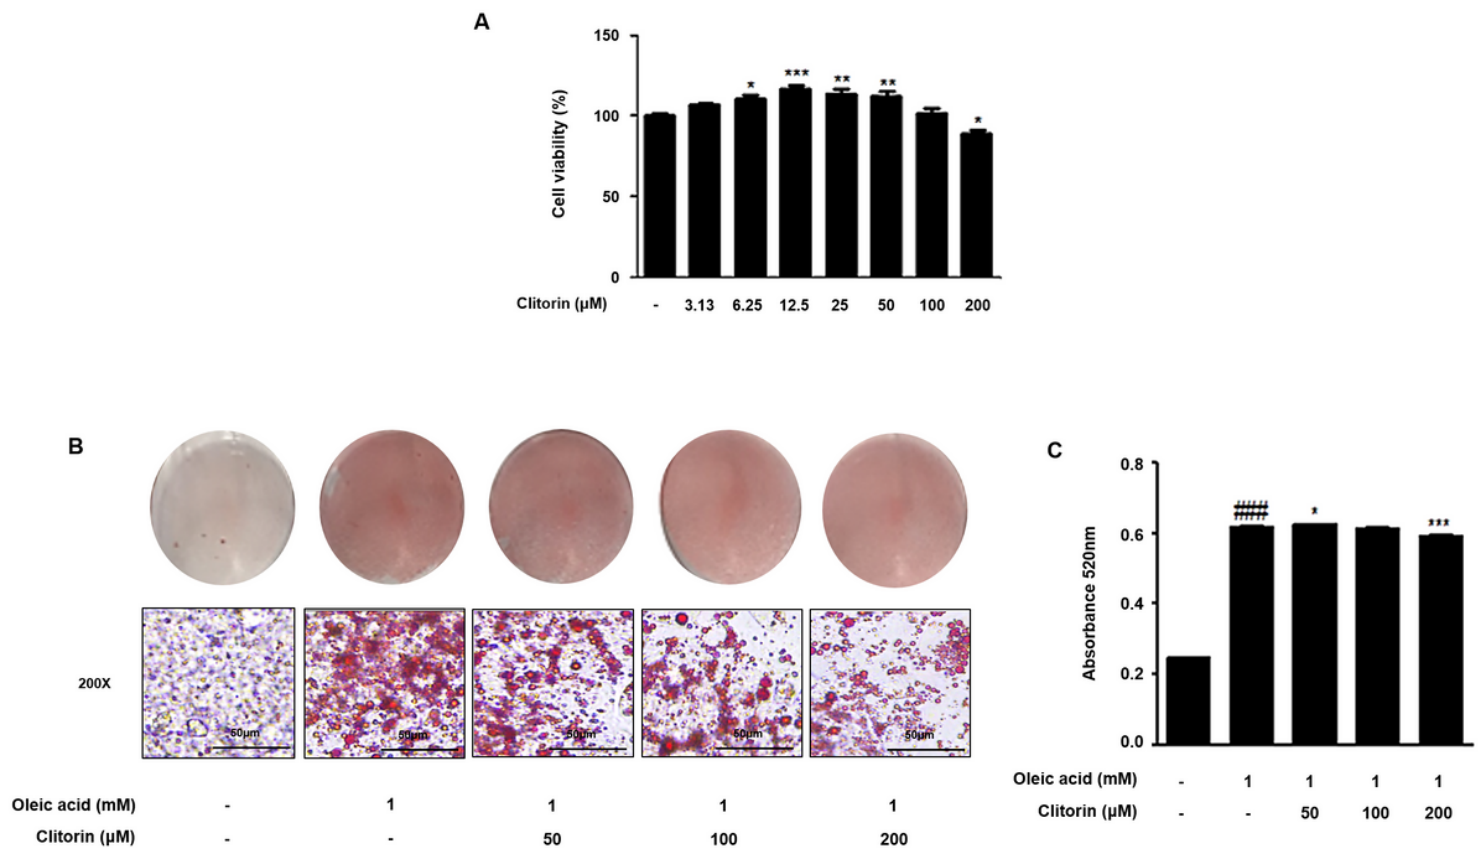 A
150
100
50
0
Cell viability (%)
* *** ** ** *
Clitorin (μM) - 3.13 6.25 12.5 25 50 100 200
B
200X
50μm 50μm 50μm 50μm 50μm
Oleic acid (mM) - 1 1 1 1
Clitorin (μM) - - 50 100 200
C
0.8
0.6
0.4
0.2
0.0
Absorbance 520nm
####
####
* ***
Oleic acid (mM) - 1 1 1 1
Clitorin (μM) - - 50 100 200